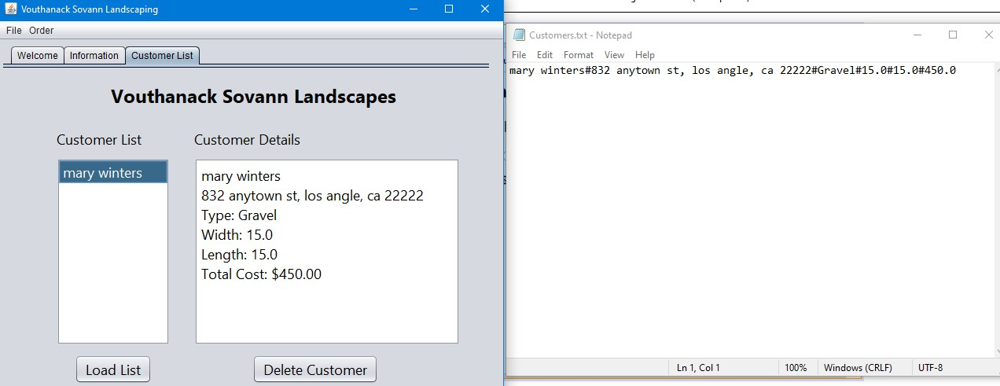 Vouthanack Sovann Landscaping
File Order
Welcome Information Customer List
Vouthanack Sovann Landscapes
Customer List Customer Details
mary winters
mary winters
832 anytown st, los angle, ca 22222
Type: Gravel
Width: 15.0
Length: 15.0
Total Cost: $450.00
Load List Delete Customer
Customers.txt - Notepad
File Edit Format View Help
mary winters#832 anytown st, los angle, ca 22222#Gravel#15.0#15.0#450.0
Ln 1, Col 1 100% Windows (CRLF) UTF-8